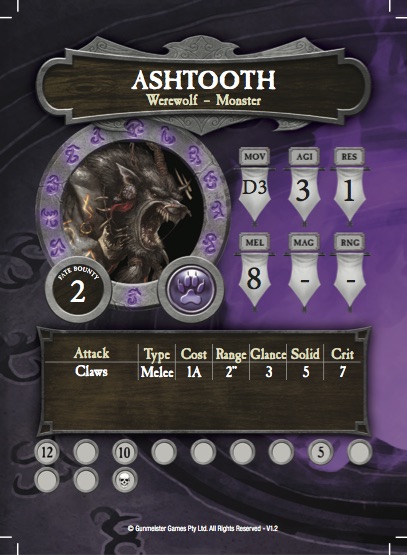 ASHTOOTH
Werewolf – Monster
MOV AGI RES
D3 3 1
MEL MAG RNG
8 - -
FATE BOUNTY
2
Attack Type Cost Range Glance Solid Crit
Claws Melee 1A 2" 3 5 7
12 10 5
© Gunmeister Games Pty Ltd. All Rights Reserved - V1.2